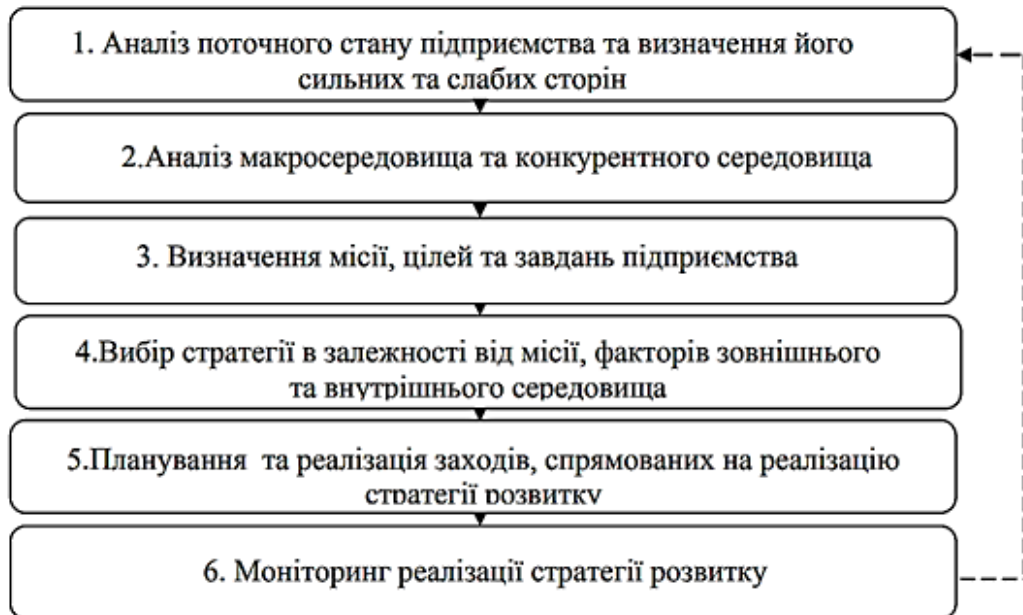 1. Аналіз поточного стану підприємства та визначення його
сильних та слабих сторін
2.Аналіз макросередовища та конкурентного середовища
3. Визначення місії, цілей та завдань підприємства
4.Вибір стратегії в залежності від місії, факторів зовнішнього
та внутрішнього середовища
5.Планування та реалізація заходів, спрямованих на реалізацію
стратегії розвитку
6. Моніторинг реалізації стратегії розвитку